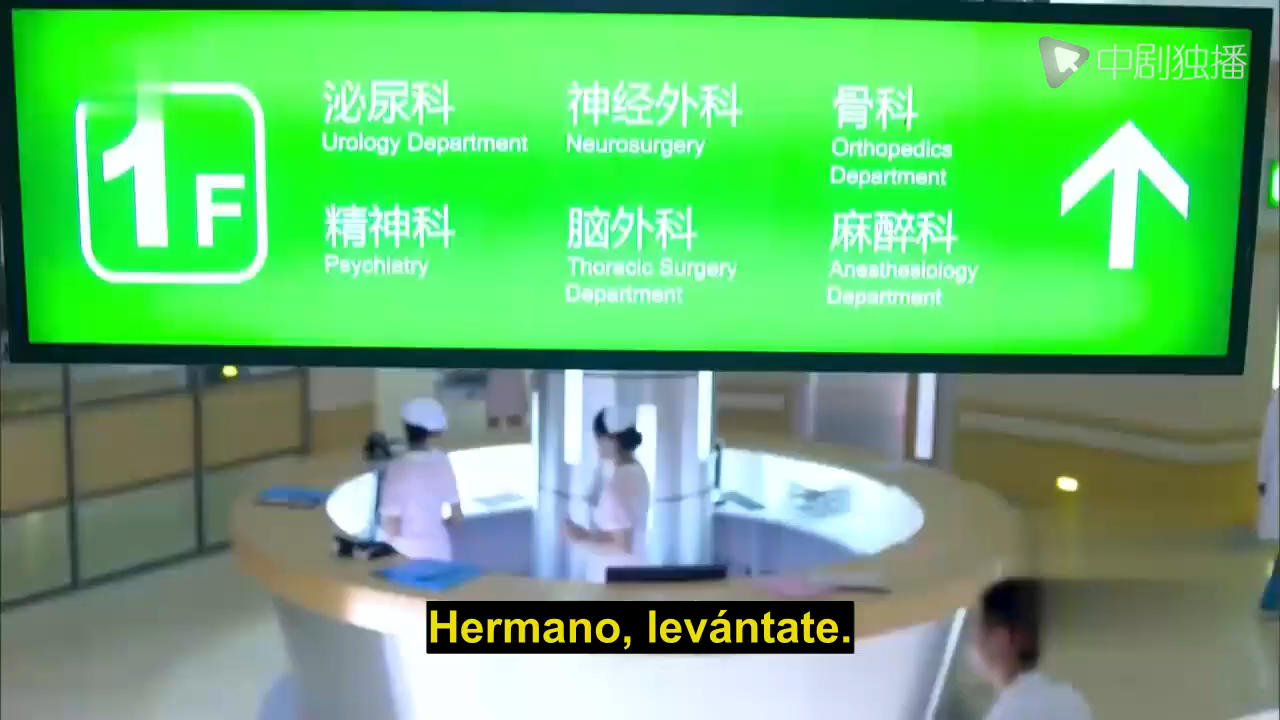 中剧独播
1F
泌尿科
Urology Department
神经外科
Neurosurgery
骨科
Orthopedics
Department
精神科
Psychiatry
脑外科
Thoracic Surgery
Department
麻醉科
Anesthesiology
Department
Hermano, levántate.